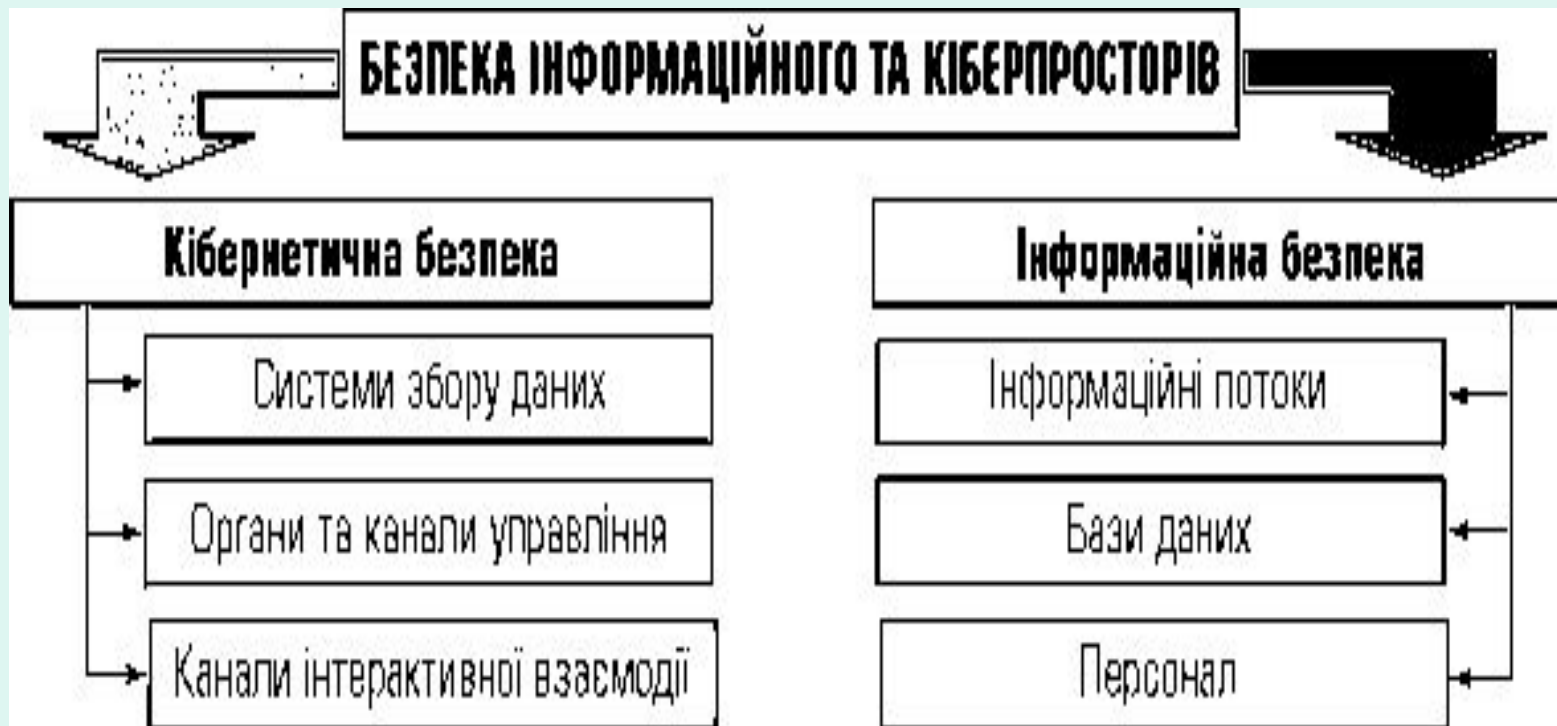 БЕЗПЕКА ІНФОРМАЦІЙНОГО ТА КІБЕРПРОСТОРІВ
Кібернетична безпека
Системи збору даних
Органи та канали управління
Канали інтерактивної взаємодії
Інформаційна безпека
Інформаційні потоки
Бази даних
Персонал